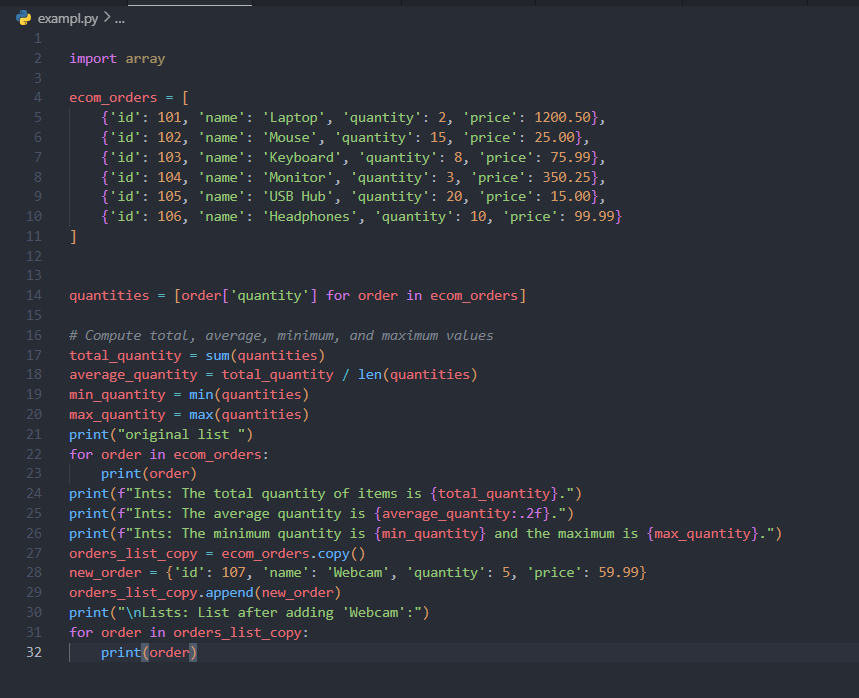 exampl.py > ...
1
2 import array
3
4 ecom_orders = [
5     {'id': 101, 'name': 'Laptop', 'quantity': 2, 'price': 1200.50},
6     {'id': 102, 'name': 'Mouse', 'quantity': 15, 'price': 25.00},
7     {'id': 103, 'name': 'Keyboard', 'quantity': 8, 'price': 75.99},
8     {'id': 104, 'name': 'Monitor', 'quantity': 3, 'price': 350.25},
9     {'id': 105, 'name': 'USB Hub', 'quantity': 20, 'price': 15.00},
10     {'id': 106, 'name': 'Headphones', 'quantity': 10, 'price': 99.99}
11 ]
12
13
14 quantities = [order['quantity'] for order in ecom_orders]
15
16 # Compute total, average, minimum, and maximum values
17 total_quantity = sum(quantities)
18 average_quantity = total_quantity / len(quantities)
19 min_quantity = min(quantities)
20 max_quantity = max(quantities)
21 print("original list ")
22 for order in ecom_orders:
23     print(order)
24 print(f"Ints: The total quantity of items is {total_quantity}.")
25 print(f"Ints: The average quantity is {average_quantity:.2f}.")
26 print(f"Ints: The minimum quantity is {min_quantity} and the maximum is {max_quantity}.")
27 orders_list_copy = ecom_orders.copy()
28 new_order = {'id': 107, 'name': 'Webcam', 'quantity': 5, 'price': 59.99}
29 orders_list_copy.append(new_order)
30 print("\nLists: List after adding 'Webcam':")
31 for order in orders_list_copy:
32     print(order)